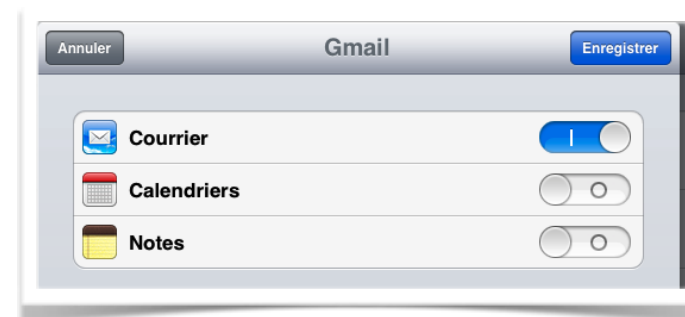 Annuler Gmail Enregistrer
Courrier
Calendriers
Notes